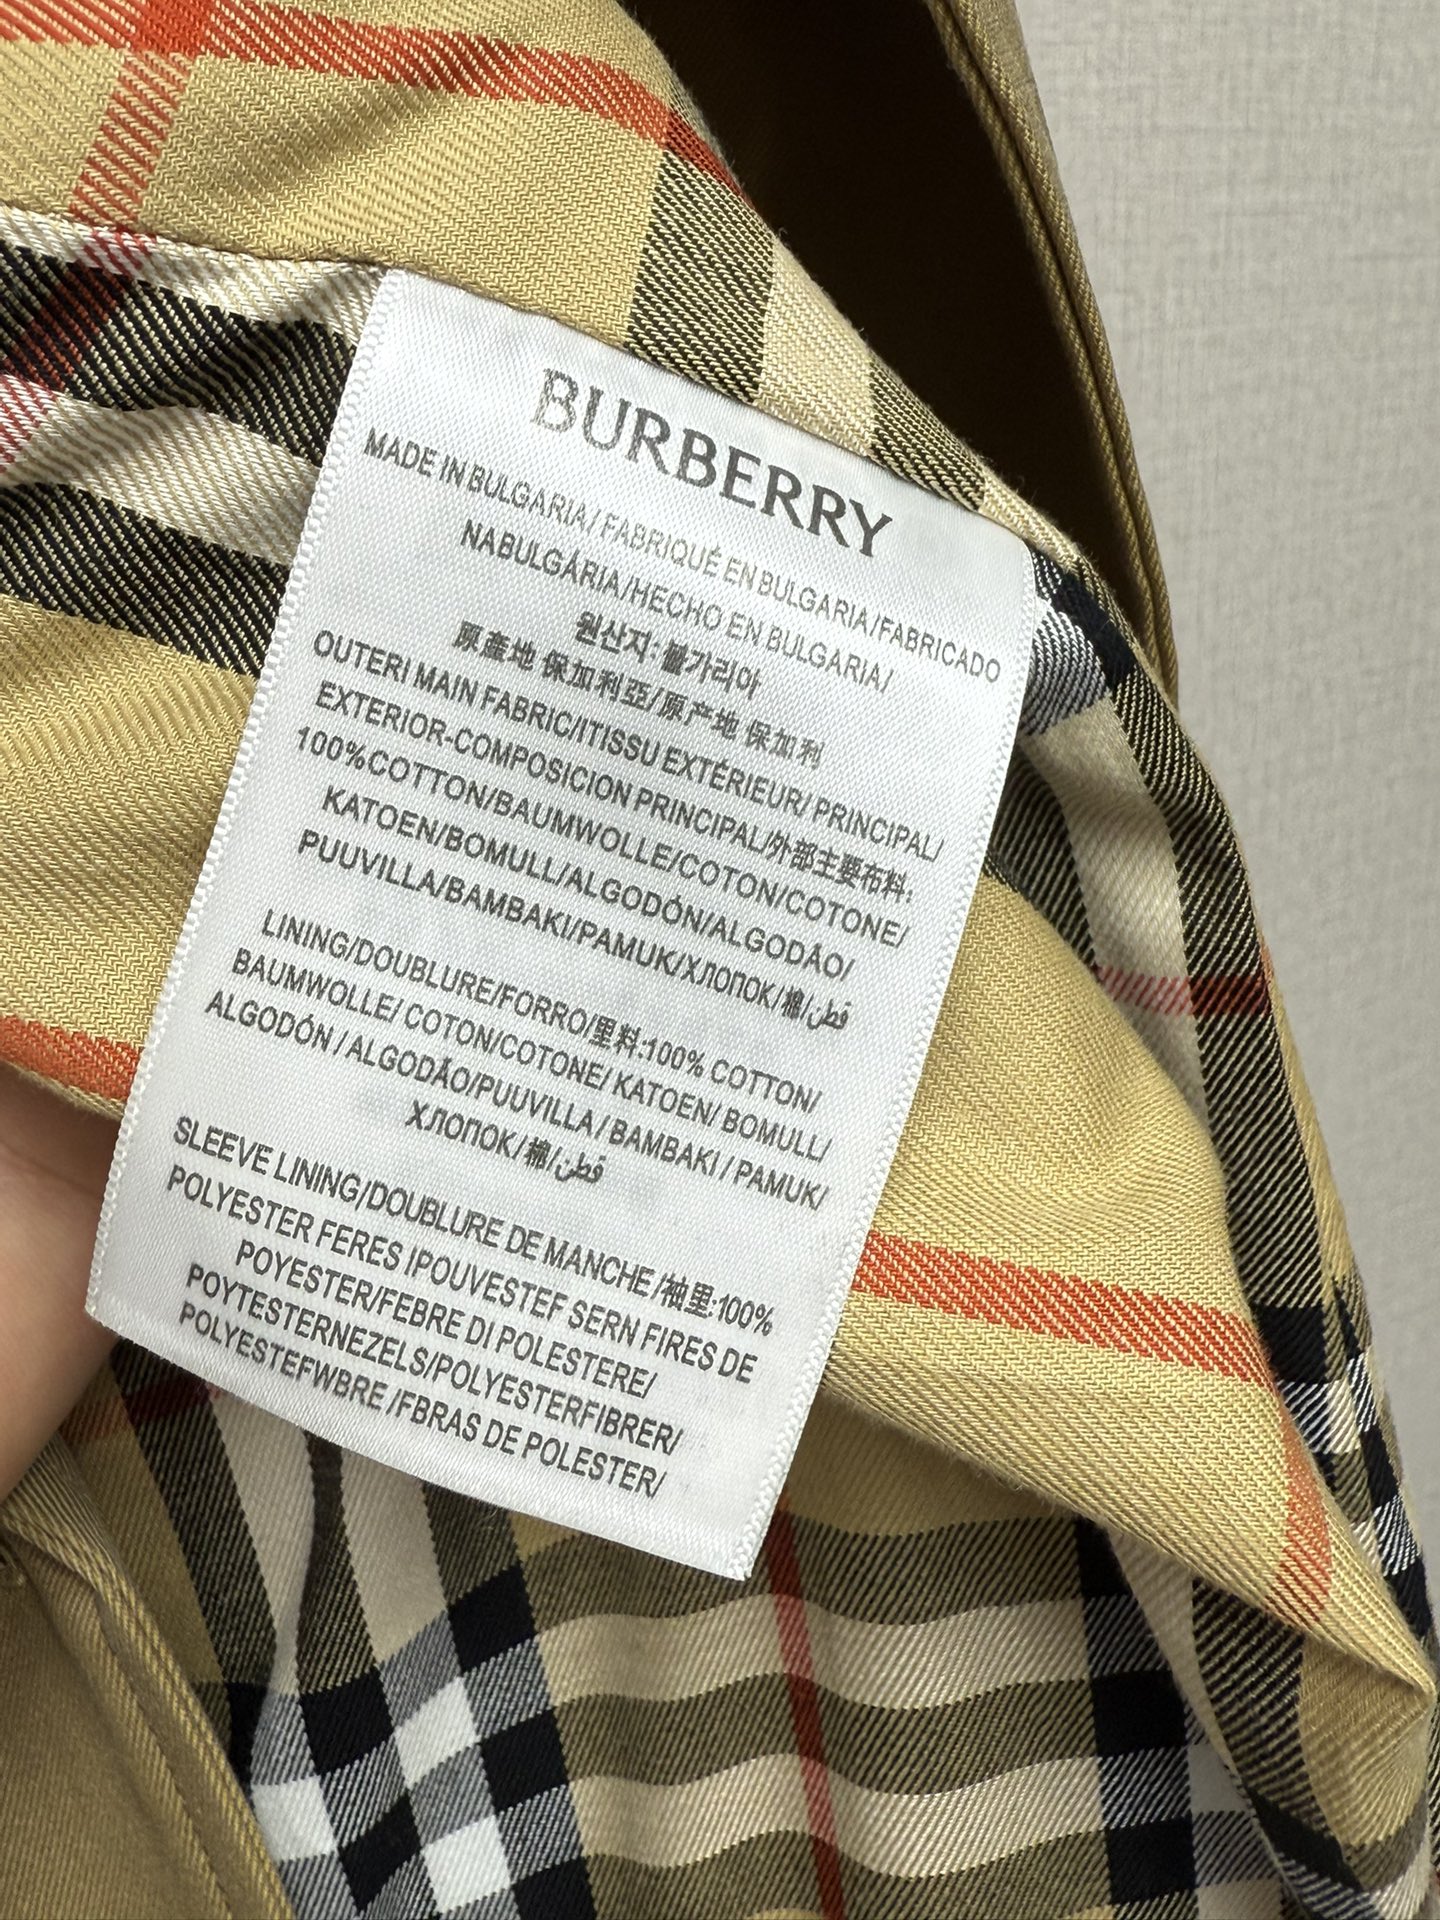 BURBERRY
MADE IN BULGARIA/ FABRIQUÉ EN BULGARIA/FABRICADO
NABULGÁRIA/HECHO EN BULGARIA/
원산지: 불가리아
原產地 保加利亞/原产地 保加利
OUTERI MAIN FABRIC/ITISSU EXTÉRIEUR/ PRINCIPAL/
EXTERIOR-COMPOSICION PRINCIPAL/外部主要布料:
100%COTTON/BAUMWOLLE/COTON/COTONE/
KATOEN/BOMULL/ALGODÓN/ALGODÃO/
PUUVILLA/BAMBAKI/PAMUK/ХЛОПОК/棉/قطن
LINING/DOUBLURE/FORRO/里料:100% COTTON/
BAUMWOLLE/ COTON/COTONE/ KATOEN/ BOMULL/
ALGODÓN / ALGODÃO/PUUVILLA / BAMBAKI / PAMUK/
ХЛОПОК/棉/قطن
SLEEVE LINING/DOUBLURE DE MANCHE /袖里:100%
POLYESTER FERES IPOUVESTEF SERN FIRES DE
POYESTER/FEBRE DI POLESTERE/
POYTESTERNEZELS/POLYESTERFIBRER/
POLYESTEFWBRE /FBRAS DE POLESTER/